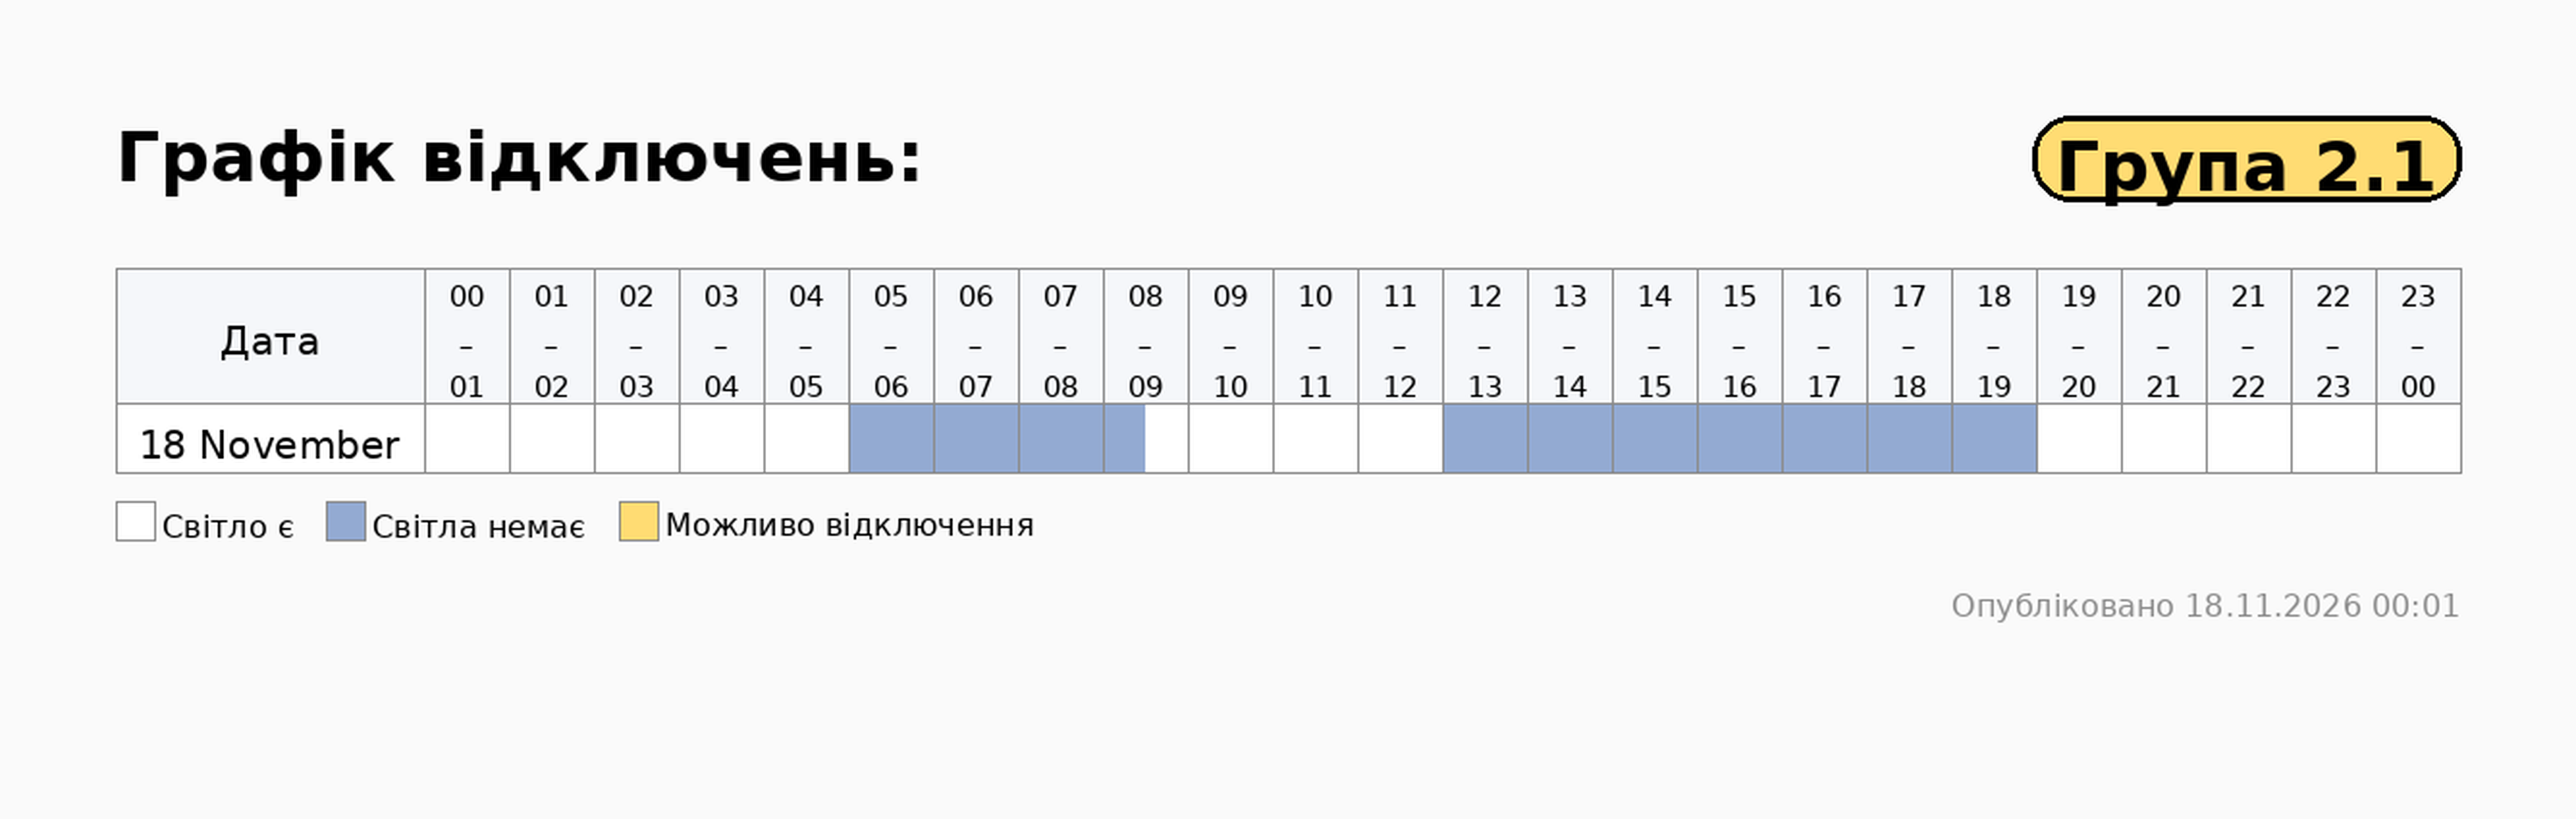 Графік відключень:
Група 2.1
Дата
00 – 01
01 – 02
02 – 03
03 – 04
04 – 05
05 – 06
06 – 07
07 – 08
08 – 09
09 – 10
10 – 11
11 – 12
12 – 13
13 – 14
14 – 15
15 – 16
16 – 17
17 – 18
18 – 19
19 – 20
20 – 21
21 – 22
22 – 23
23 – 00
18 November
Світло є
Світла немає
Можливо відключення
Опубліковано 18.11.2026 00:01